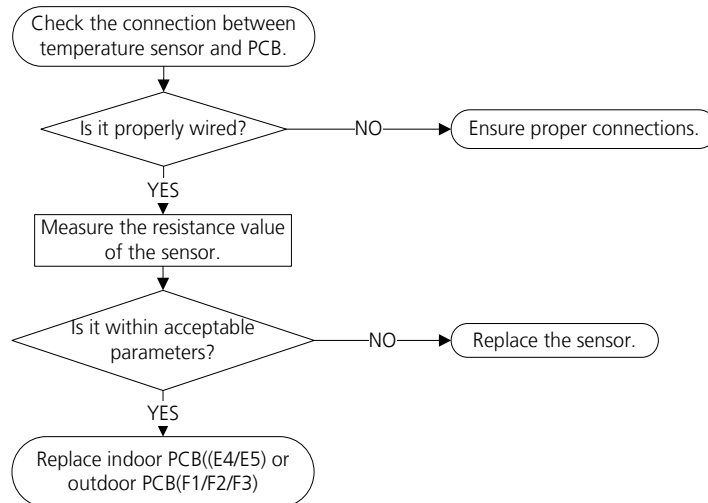 Check the connection between
temperature sensor and PCB.
Is it properly wired?
NO
Ensure proper connections.
YES
Measure the resistance value
of the sensor.
Is it within acceptable
parameters?
NO
Replace the sensor.
YES
Replace indoor PCB((E4/E5) or
outdoor PCB(F1/F2/F3)